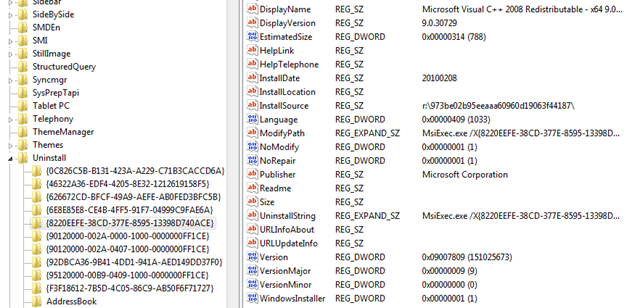 Sidebar
SideBySide
SMDEn
SMI
StillImage
StructuredQuery
Syncmgr
SysPrepTapi
Tablet PC
Telephony
ThemeManager
Themes
Uninstall
{0C826C5B-B131-423A-A229-C71B3CACCD6A}
{46322A36-EDF4-4205-8E32-1212619158F5}
{626672CD-BFCF-49A9-AEFE-AB0FED3BFC5B}
{6E8E85E8-CE4B-4FF5-91F7-04999C9FAE6A}
{8220EEFE-38CD-377E-8595-13398D740ACE}
{90120000-002A-0000-1000-0000000FF1CE}
{90120000-002A-0407-1000-0000000FF1CE}
{92DBCA36-9B41-4DD1-941A-AED149DD37F0}
{95120000-00B9-0409-1000-0000000FF1CE}
{F3F18612-7B5D-4C05-86C9-AB50F6F71727}
AddressBook
DisplayName REG_SZ Microsoft Visual C++ 2008 Redistributable - x64 9.0...
DisplayVersion REG_SZ 9.0.30729
EstimatedSize REG_DWORD 0x00000314 (788)
HelpLink REG_SZ
HelpTelephone REG_SZ
InstallDate REG_SZ 20100208
InstallLocation REG_SZ
InstallSource REG_SZ r:\973be02b95eeaaa60960d19063f44187\
Language REG_DWORD 0x00000409 (1033)
ModifyPath REG_EXPAND_SZ MsiExec.exe /X{8220EEFE-38CD-377E-8595-13398D...
NoModify REG_DWORD 0x00000001 (1)
NoRepair REG_DWORD 0x00000001 (1)
Publisher REG_SZ Microsoft Corporation
Readme REG_SZ
Size REG_SZ
UninstallString REG_EXPAND_SZ MsiExec.exe /X{8220EEFE-38CD-377E-8595-13398D...
URLInfoAbout REG_SZ
URLUpdateInfo REG_SZ
Version REG_DWORD 0x09007809 (151025673)
VersionMajor REG_DWORD 0x00000009 (9)
VersionMinor REG_DWORD 0x00000000 (0)
WindowsInstaller REG_DWORD 0x00000001 (1)